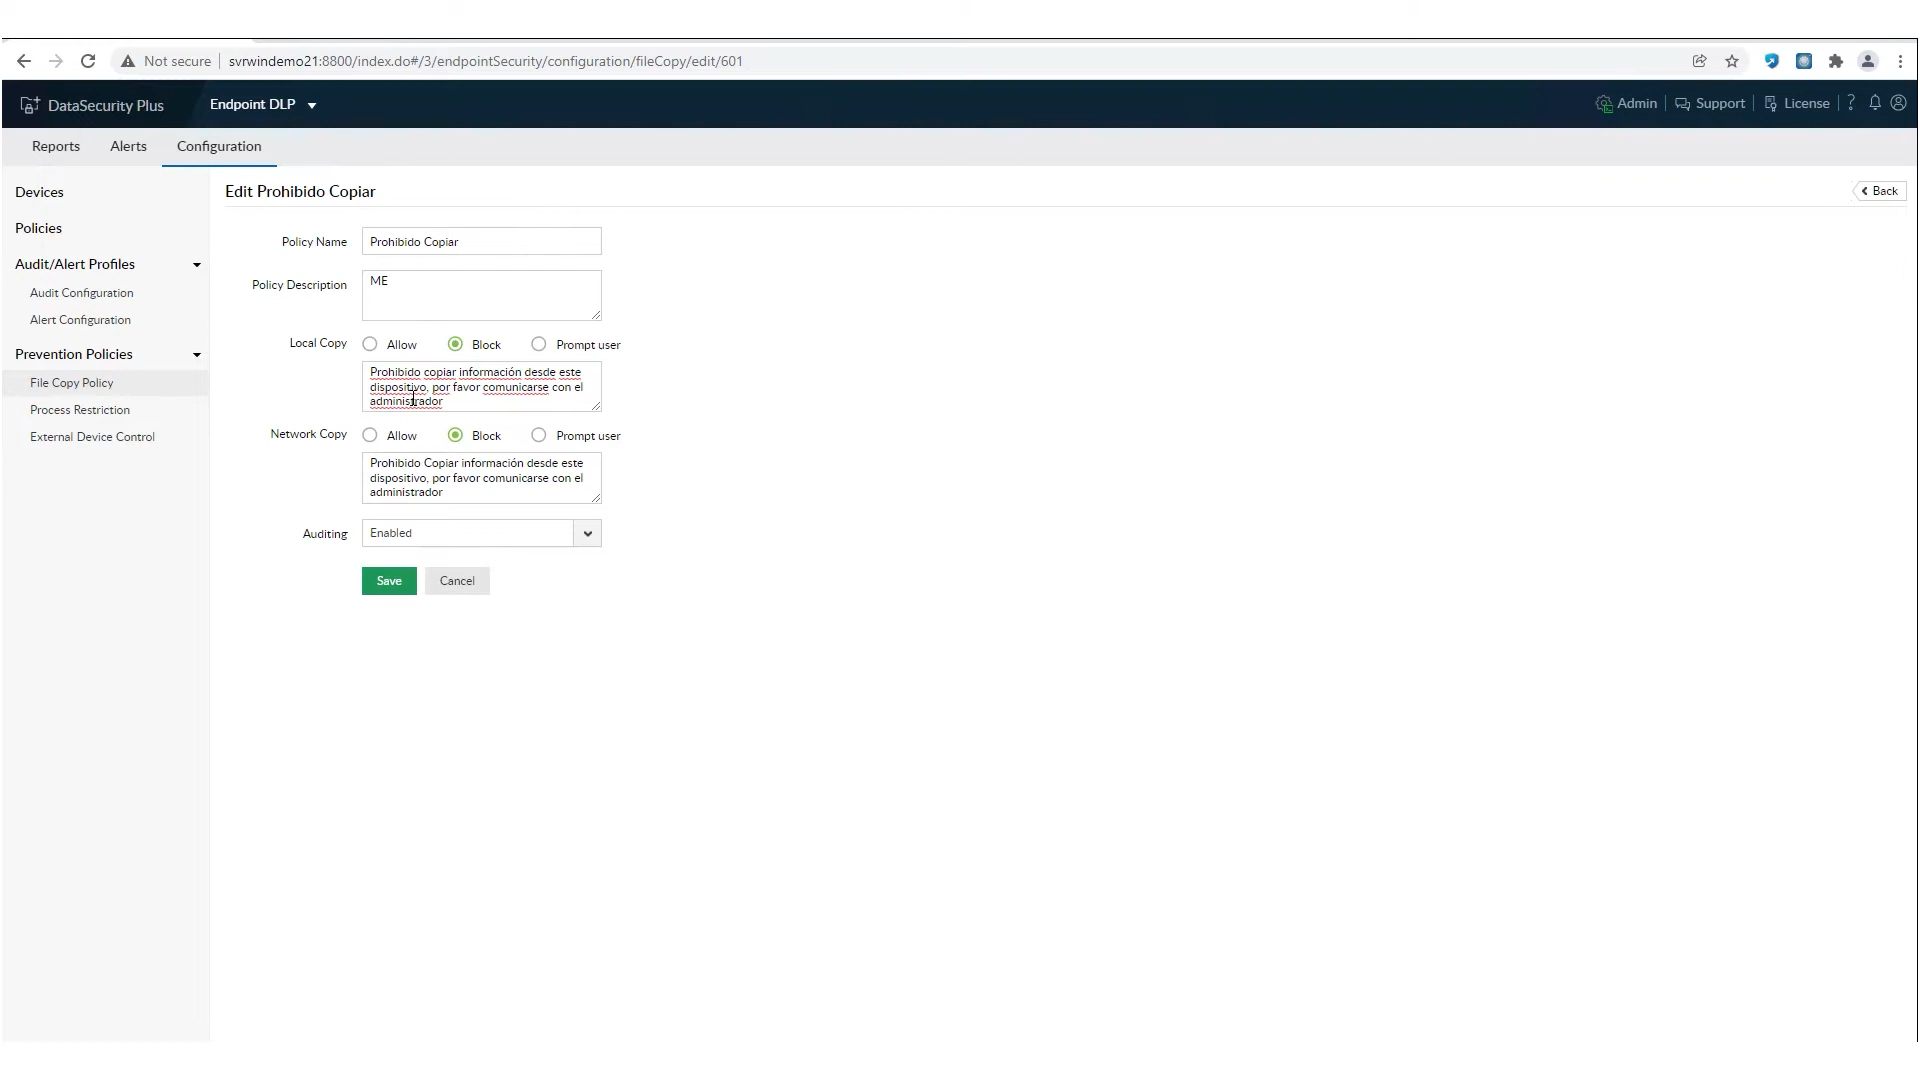 Not secure
svrwindemo21:8800/index.do#/3/endpointSecurity/configuration/fileCopy/edit/601
DataSecurity Plus
Endpoint DLP
Admin
Support
License
?
Reports
Alerts
Configuration
Devices
Policies
Audit/Alert Profiles
Audit Configuration
Alert Configuration
Prevention Policies
File Copy Policy
Process Restriction
External Device Control
Edit Prohibido Copiar
Back
Policy Name
Prohibido Copiar
Policy Description
ME
Local Copy
Allow
Block
Prompt user
Prohibido copiar información desde este
dispositivo, por favor comunicarse con el
administrador
Network Copy
Allow
Block
Prompt user
Prohibido Copiar información desde este
dispositivo, por favor comunicarse con el
administrador
Auditing
Enabled
Save
Cancel